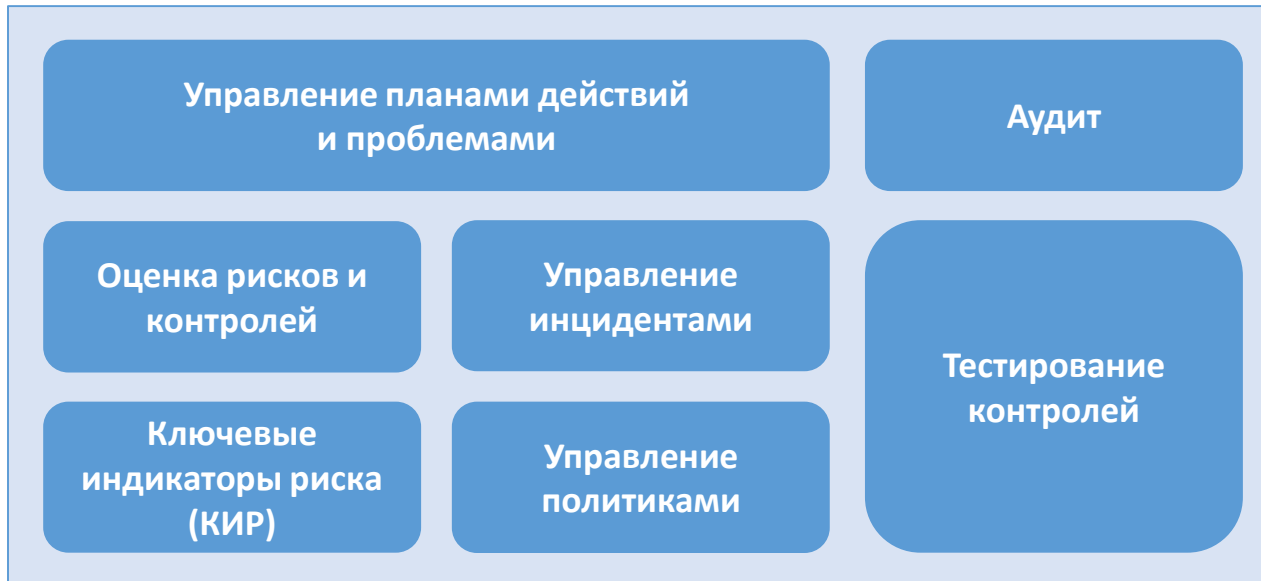 Управление планами действий
и проблемами
Аудит
Оценка рисков и
контролей
Управление
инцидентами
Тестирование
контролей
Ключевые
индикаторы риска
(КИР)
Управление
политиками